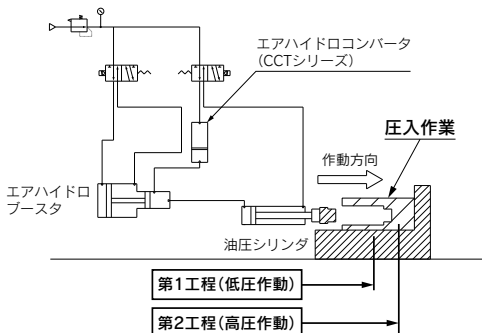 エアハイドロコンバータ
（CCTシリーズ）
圧入作業
作動方向
エアハイドロ
ブースタ
油圧シリンダ
第1工程（低圧作動）
第2工程（高圧作動）